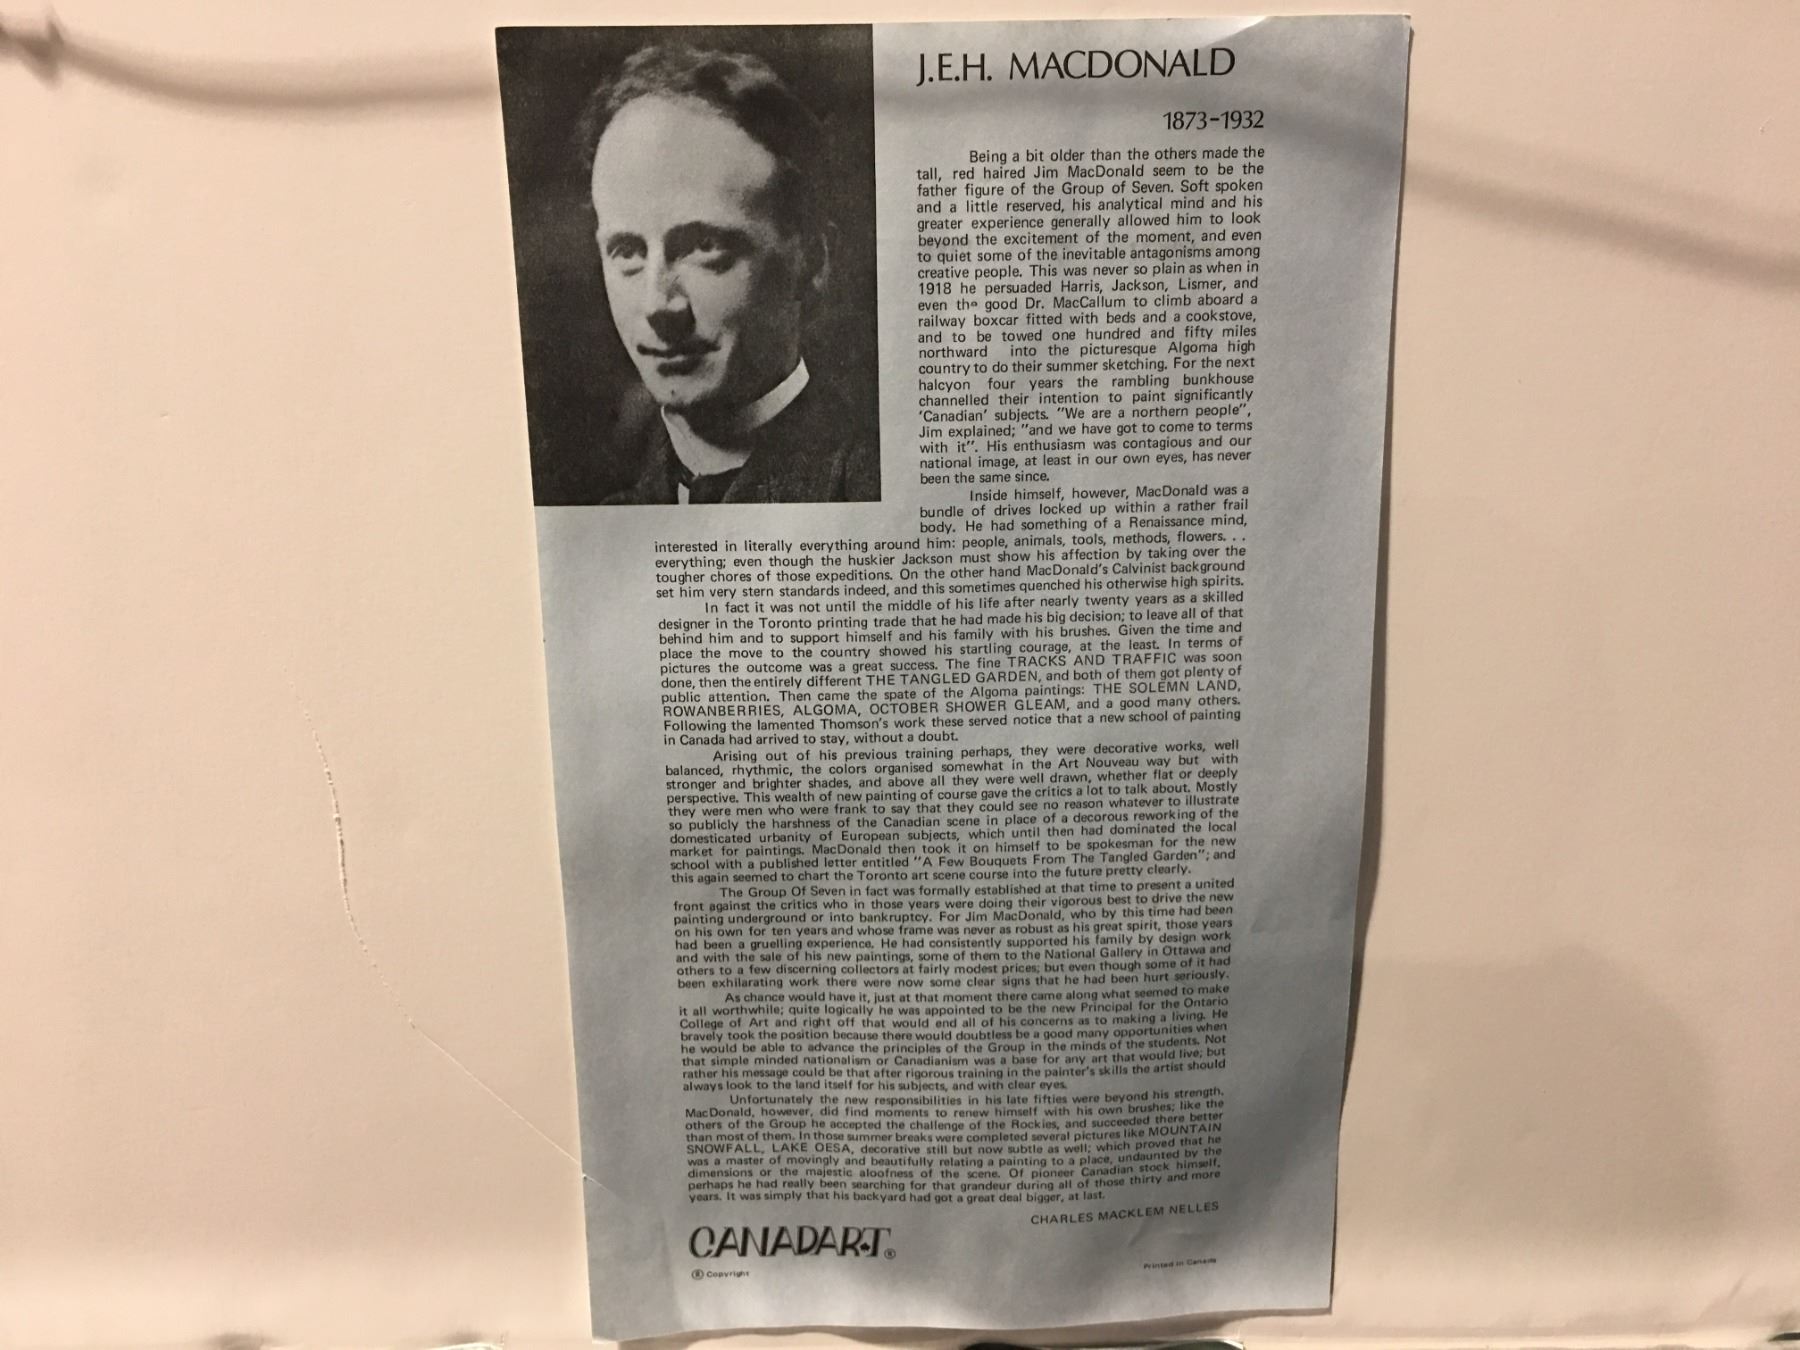 J.E.H. MACDONALD
1873-1932
Being a bit older than the others made the
tall, red haired Jim MacDonald seem to be the
father figure of the Group of Seven. Soft spoken
and a little reserved, his analytical mind and his
greater experience generally allowed him to look
beyond the excitement of the moment, and even
to quiet some of the inevitable antagonisms among
creative people. This was never so plain as when in
1918 he persuaded Harris, Jackson, Lismer, and
even the good Dr. MacCallum to climb aboard a
railway boxcar fitted with beds and a cookstove,
and to be towed one hundred and fifty miles
northward into the picturesque Algoma high
country to do their summer sketching. For the next
halcyon four years the rambling bunkhouse
channelled their intention to paint significantly
'Canadian' subjects. "We are a northern people",
Jim explained; "and we have got to come to terms
with it". His enthusiasm was contagious and our
national image, at least in our own eyes, has never
been the same since.
Inside himself, however, MacDonald was a
bundle of drives locked up within a rather frail
body. He had something of a Renaissance mind,
interested in literally everything around him: people, animals, tools, methods, flowers. . .
everything; even though the huskier Jackson must show his affection by taking over the
tougher chores of those expeditions. On the other hand MacDonald's Calvinist background
set him very stern standards indeed, and this sometimes quenched his otherwise high spirits.
In fact it was not until the middle of his life after nearly twenty years as a skilled
designer in the Toronto printing trade that he had made his big decision; to leave all of that
behind him and to support himself and his family with his brushes. Given the time and
place the move to the country showed his startling courage, at the least. In terms of
pictures the outcome was a great success. The fine TRACKS AND TRAFFIC was soon
done, then the entirely different THE TANGLED GARDEN, and both of them got plenty of
public attention. Then came the spate of the Algoma paintings: THE SOLEMN LAND,
ROWANBERRIES, ALGOMA, OCTOBER SHOWER GLEAM, and a good many others.
Following the lamented Thomson's work these served notice that a new school of painting
in Canada had arrived to stay, without a doubt.
Arising out of his previous training perhaps, they were decorative works, well
balanced, rhythmic, the colors organised somewhat in the Art Nouveau way but with
stronger and brighter shades, and above all they were well drawn, whether flat or deeply
perspective. This wealth of new painting of course gave the critics a lot to talk about. Mostly
they were men who were frank to say that they could see no reason whatever to illustrate
so publicly the harshness of the Canadian scene in place of a decorous reworking of the
domesticated urbanity of European subjects, which until then had dominated the local
market for paintings. MacDonald then took it on himself to be spokesman for the new
school with a published letter entitled "A Few Bouquets From The Tangled Garden"; and
this again seemed to chart the Toronto art scene course into the future pretty clearly.
The Group Of Seven in fact was formally established at that time to present a united
front against the critics who in those years were doing their vigorous best to drive the new
painting underground or into bankruptcy. For Jim MacDonald, who by this time had been
on his own for ten years and whose frame was never as robust as his great spirit, those years
had been a gruelling experience. He had consistently supported his family by design work
and with the sale of his new paintings, some of them to the National Gallery in Ottawa and
others to a few discerning collectors at fairly modest prices; but even though some of it had
been exhilarating work there were now some clear signs that he had been hurt seriously.
As chance would have it, just at that moment there came along what seemed to make
it all worthwhile; quite logically he was appointed to be the new Principal for the Ontario
College of Art and right off that would end all of his concerns as to making a living. He
bravely took the position because there would doubtless be a good many opportunities when
he would be able to advance the principles of the Group in the minds of the students. Not
that simple minded nationalism or Canadianism was a base for any art that would live; but
rather his message could be that after rigorous training in the painter's skills the artist should
always look to the land itself for his subjects, and with clear eyes.
Unfortunately the new responsibilities in his late fifties were beyond his strength.
MacDonald, however, did find moments to renew himself with his own brushes; like the
others of the Group he accepted the challenge of the Rockies, and succeeded there better
than most of them. In those summer breaks were completed several pictures like MOUNTAIN
SNOWFALL, LAKE OESA, decorative still but now subtle as well; which proved that he
was a master of movingly and beautifully relating a painting to a place, undaunted by the
dimensions or the majestic aloofness of the scene. Of pioneer Canadian stock himself,
perhaps he had really been searching for that grandeur during all of those thirty and more
years. It was simply that his backyard had got a great deal bigger, at last.
CHARLES MACKLEM NELLES
CANADART ®
® Copyright
Printed in Canada